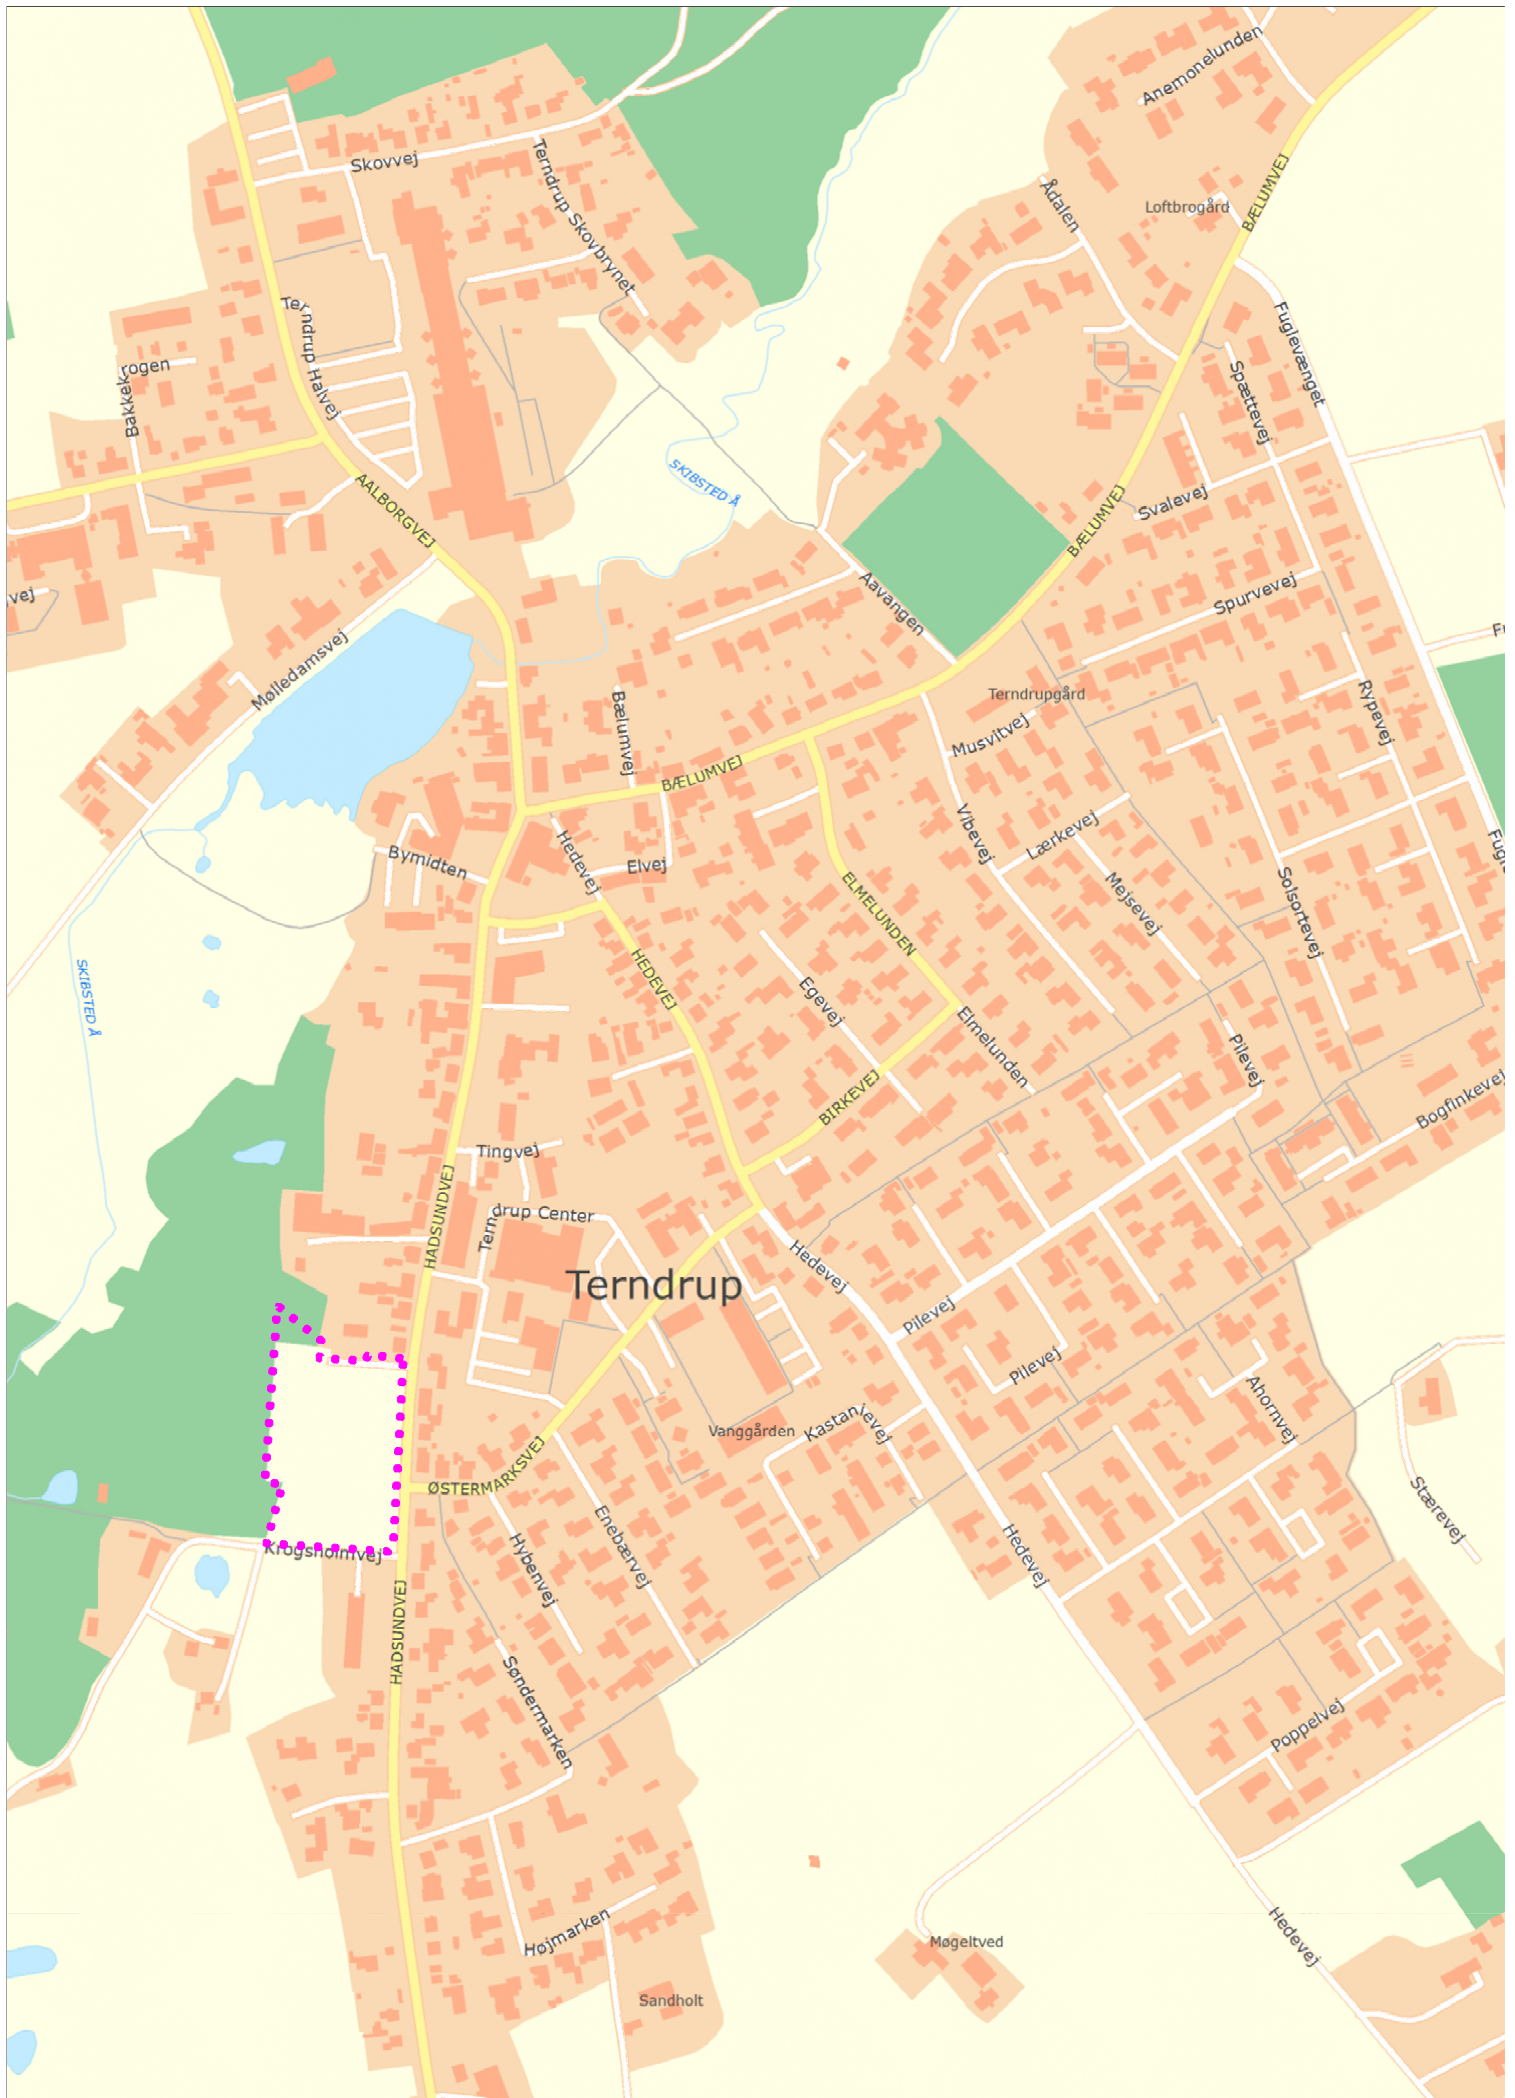 Anemonelunden
Skovvej
Terndrup Skovbrynet
Ådalen
Loftbrogård
BÆLUMVEJ
Terndrup Halvej
Fuglevænget
Bakkekrogen
Spættevej
SKIBSTED Å
AALBORGVEJ
Svalevej
BÆLUMVEJ
vej
Aavangen
Spurvevej
Mølledamsvej
Terndrupgård
Rypevej
Bælumvej
Musvitvej
BÆLUMVEJ
Vibevej
Lærkevej
Hedevej
Bymidten
Elvej
ELMELUNDEN
Mejsevej
Solsortevej
SKIBSTED Å
HEDEVEJ
Egevej
Elmelunden
Pilevej
BIRKEVEJ
Bogfinkevej
Tingvej
HADSUNDVEJ
Terndrup Center
Hedevej
Terndrup
Pilevej
Pilevej
Ahornvej
Vanggården
Kastanievej
ØSTERMARKSVEJ
Stærevej
Enebærvej
Hybenvej
Krogsholmvej
Hedevej
HADSUNDVEJ
Søndermarken
Poppelvej
Højmarken
Møgeltved
Hedevej
Sandholt